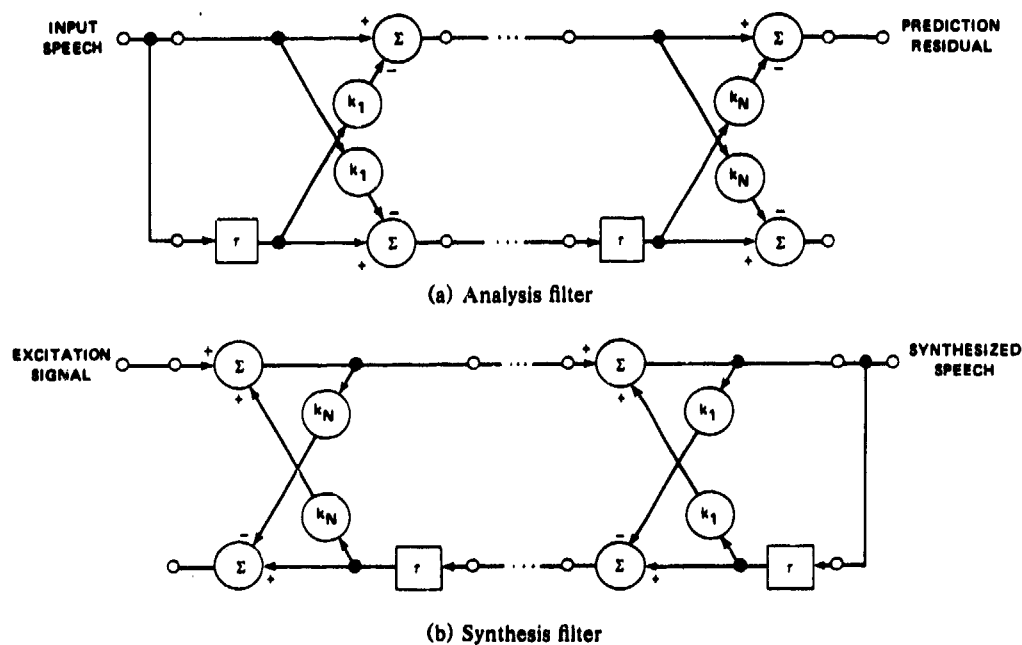 INPUT
SPEECH
+
Σ
...
+
Σ
PREDICTION
RESIDUAL
−
−
k1
kN
k1
kN
−
−
τ
Σ
...
τ
Σ
+
+
(a) Analysis filter
EXCITATION
SIGNAL
+
Σ
...
+
Σ
SYNTHESIZED
SPEECH
+
+
kN
k1
kN
k1
−
−
Σ
τ
...
Σ
τ
+
+
(b) Synthesis filter